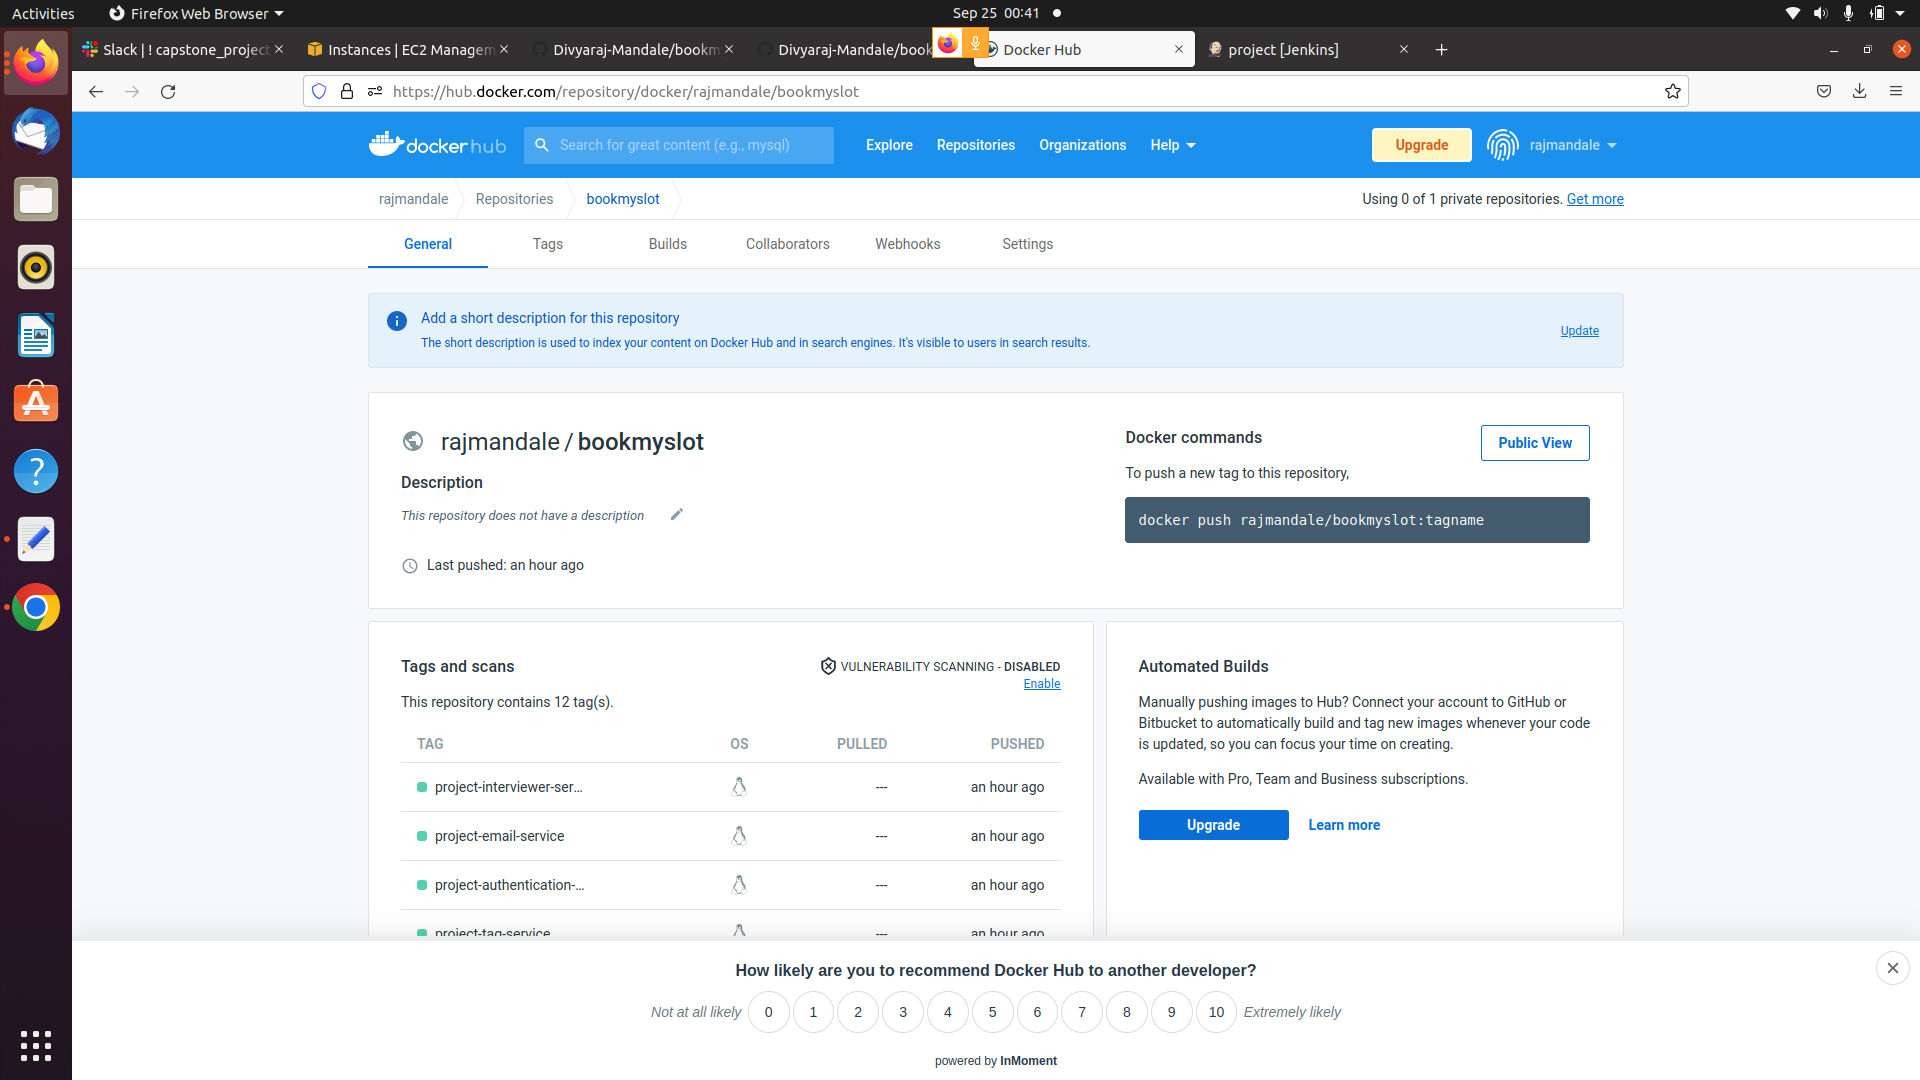 Activities
Firefox Web Browser
Sep 25 00:41
Slack | ! capstone_project
Instances | EC2 Managem
Divyaraj-Mandale/bookm
Divyaraj-Mandale/book
Docker Hub
project [Jenkins]
https://hub.docker.com/repository/docker/rajmandale/bookmyslot
docker hub
Search for great content (e.g., mysql)
Explore
Repositories
Organizations
Help
Upgrade
rajmandale
rajmandale
Repositories
bookmyslot
Using 0 of 1 private repositories. Get more
General
Tags
Builds
Collaborators
Webhooks
Settings
Add a short description for this repository
The short description is used to index your content on Docker Hub and in search engines. It's visible to users in search results.
Update
rajmandale / bookmyslot
Description
This repository does not have a description
Last pushed: an hour ago
Docker commands
Public View
To push a new tag to this repository,
docker push rajmandale/bookmyslot:tagname
Tags and scans
VULNERABILITY SCANNING - DISABLED
Enable
This repository contains 12 tag(s).
TAG OS PULLED PUSHED
project-interviewer-ser... --- an hour ago
project-email-service --- an hour ago
project-authentication-... --- an hour ago
project-tag-service --- an hour ago
Automated Builds
Manually pushing images to Hub? Connect your account to GitHub or
Bitbucket to automatically build and tag new images whenever your code
is updated, so you can focus your time on creating.
Available with Pro, Team and Business subscriptions.
Upgrade
Learn more
How likely are you to recommend Docker Hub to another developer?
Not at all likely 0 1 2 3 4 5 6 7 8 9 10 Extremely likely
powered by InMoment